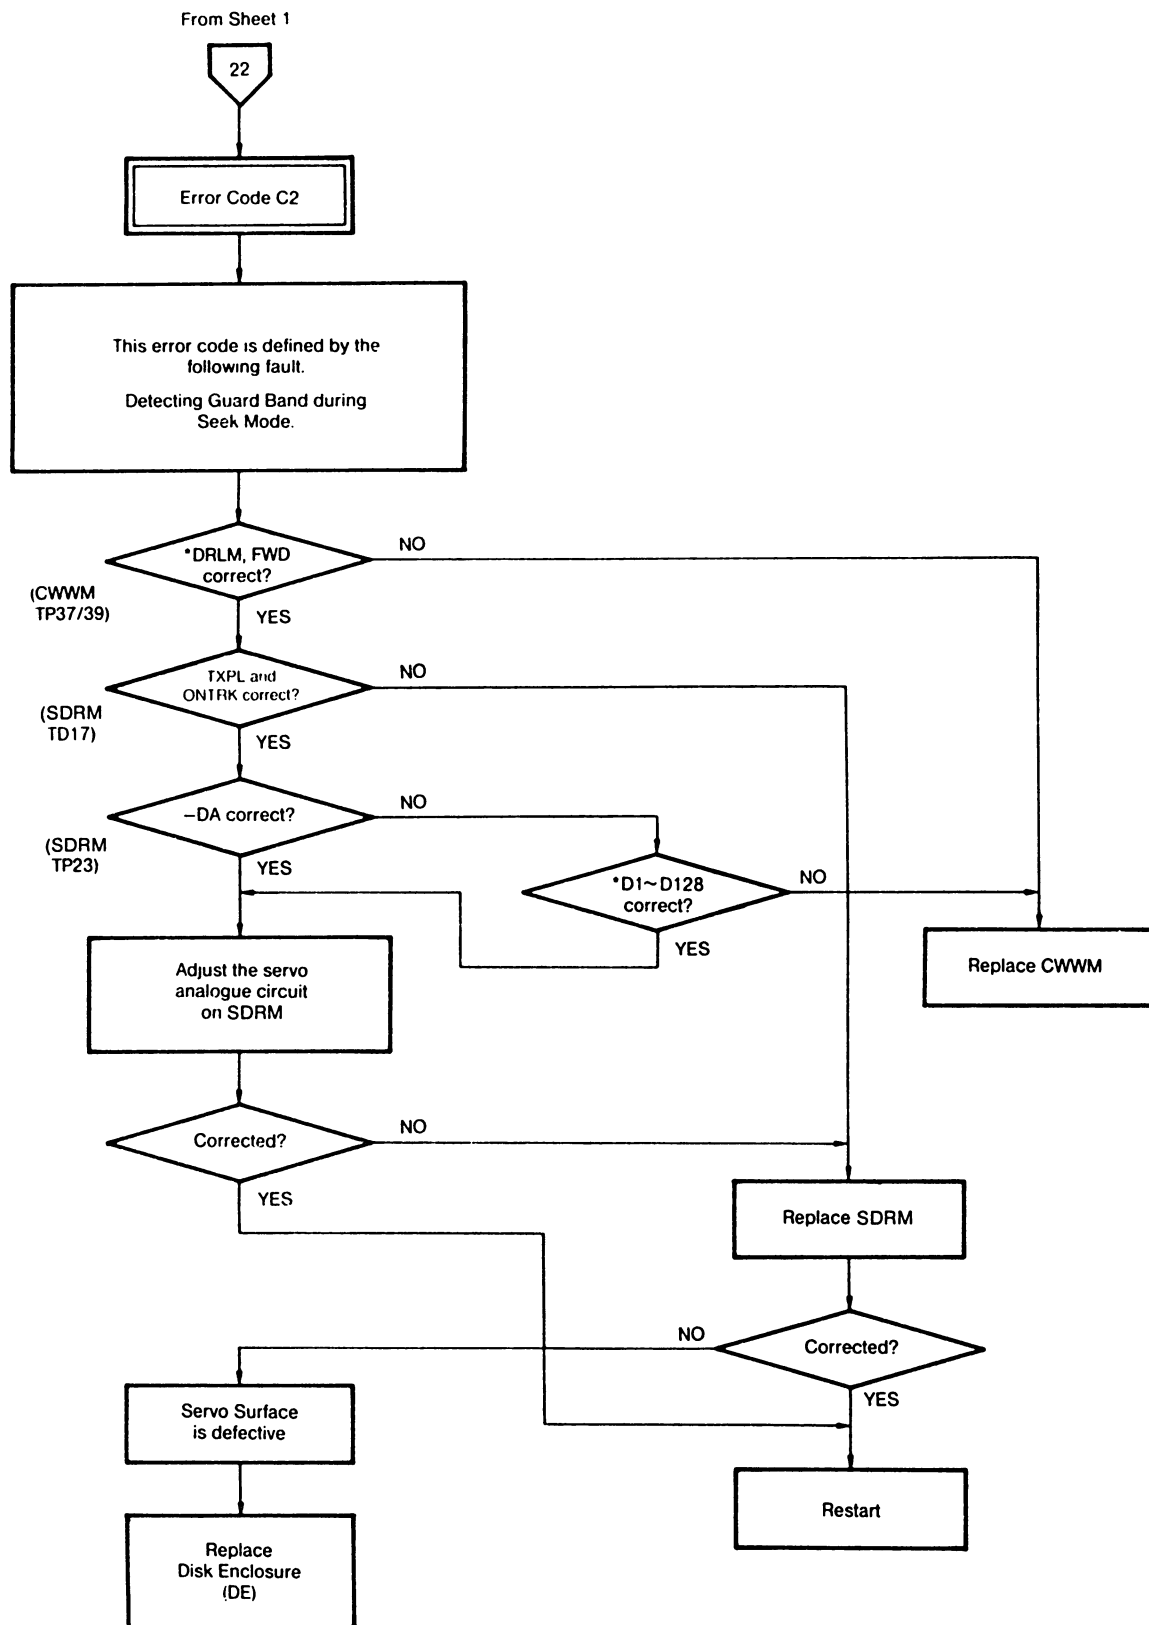 From Sheet 1
22
Error Code C2
This error code is defined by the
following fault.
Detecting Guard Band during
Seek Mode.
*DRLM, FWD
correct?
NO
(CWWM
TP37/39)
YES
TXPL and
ONTRK correct?
NO
(SDRM
TD17)
YES
–DA correct?
NO
(SDRM
TP23)
YES
*D1~D128
correct?
NO
YES
Replace CWWM
Adjust the servo
analogue circuit
on SDRM
Corrected?
NO
YES
Replace SDRM
Corrected?
NO
YES
Servo Surface
is defective
Restart
Replace
Disk Enclosure
(DE)